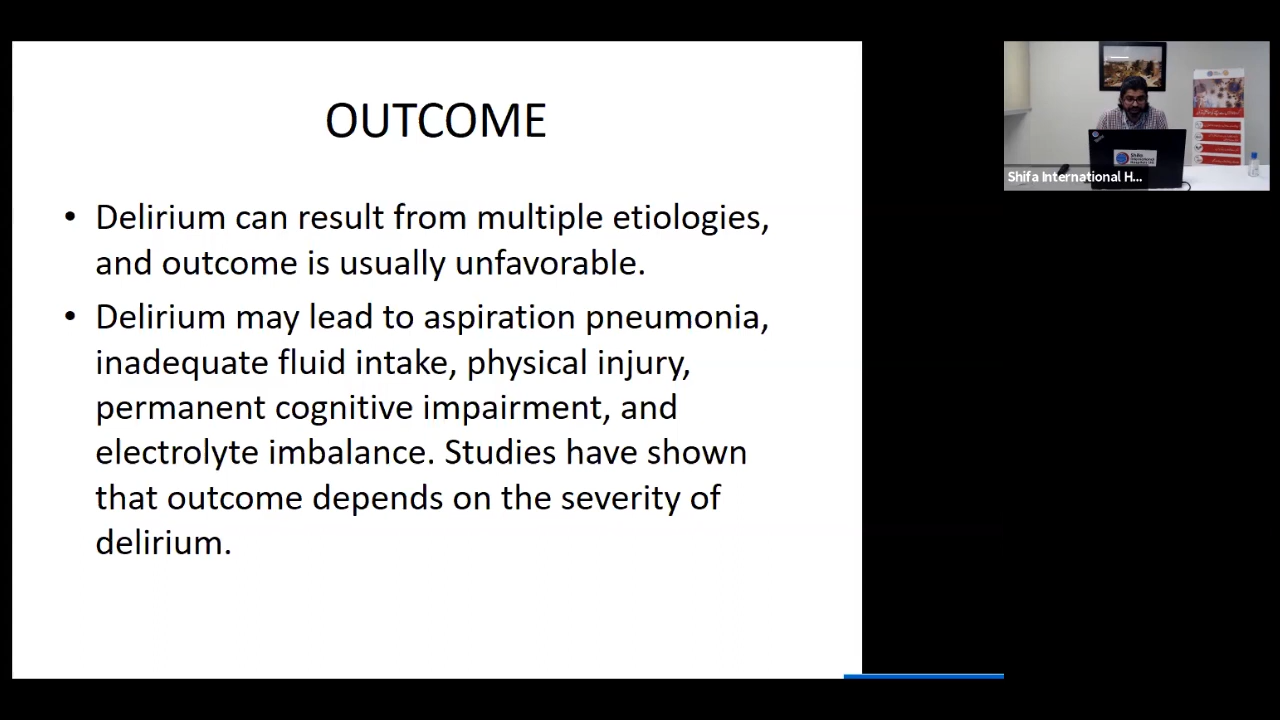 OUTCOME
• Delirium can result from multiple etiologies,
and outcome is usually unfavorable.
• Delirium may lead to aspiration pneumonia,
inadequate fluid intake, physical injury,
permanent cognitive impairment, and
electrolyte imbalance. Studies have shown
that outcome depends on the severity of
delirium.
Shifa International H...
Shifa
International